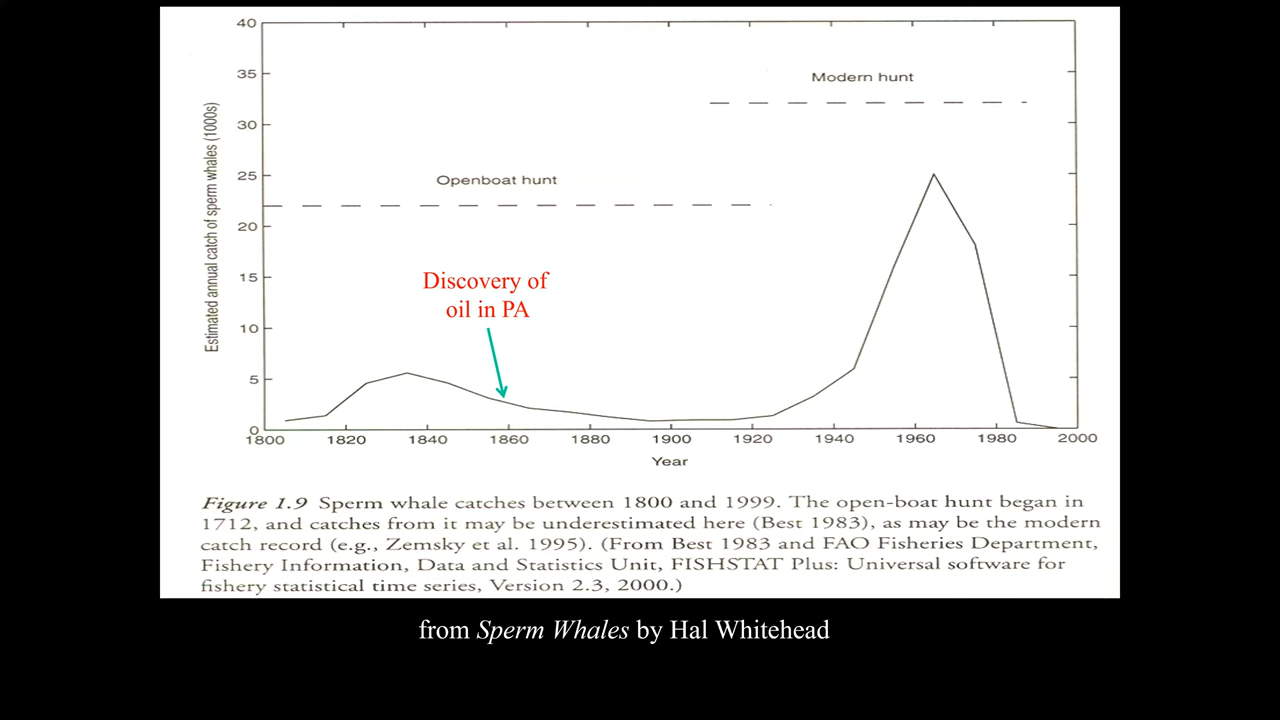 40
35
Modern hunt
30
25
Openboat hunt
20
Estimated annual catch of sperm whales (1000s)
Discovery of
oil in PA
15
10
5
0
1800 1820 1840 1860 1880 1900 1920 1940 1960 1980 2000
Year
Figure 1.9 Sperm whale catches between 1800 and 1999. The open-boat hunt began in
1712, and catches from it may be underestimated here (Best 1983), as may be the modern
catch record (e.g., Zemsky et al. 1995). (From Best 1983 and FAO Fisheries Department,
Fishery Information, Data and Statistics Unit, FISHSTAT Plus: Universal software for
fishery statistical time series, Version 2.3, 2000.)
from Sperm Whales by Hal Whitehead